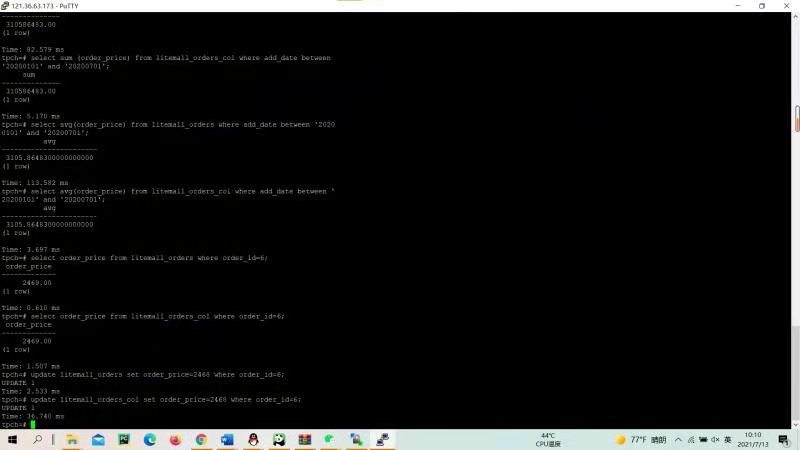 121.36.63.173 - PuTTY
310586483.00
(1 row)
Time: 82.579 ms
tpch=# select sum (order_price) from litemall_orders_col where add_date between
'20200101' and '20200701';
sum
310586483.00
(1 row)
Time: 5.170 ms
tpch=# select avg(order_price) from litemall_orders where add_date between '2020
0101' and '20200701';
avg
3105.8648300000000000
(1 row)
Time: 113.582 ms
tpch=# select avg(order_price) from litemall_orders_col where add_date between '
20200101' and '20200701';
avg
3105.8648300000000000
(1 row)
Time: 3.697 ms
tpch=# select order_price from litemall_orders where order_id=6;
order_price
2469.00
(1 row)
Time: 0.610 ms
tpch=# select order_price from litemall_orders_col where order_id=6;
order_price
2469.00
(1 row)
Time: 1.507 ms
tpch=# update litemall_orders set order_price=2468 where order_id=6;
UPDATE 1
Time: 2.533 ms
tpch=# update litemall_orders_col set order_price=2468 where order_id=6;
UPDATE 1
Time: 36.740 ms
tpch=#
44°C
CPU温度
77°F 晴朗
英
10:10
2021/7/13